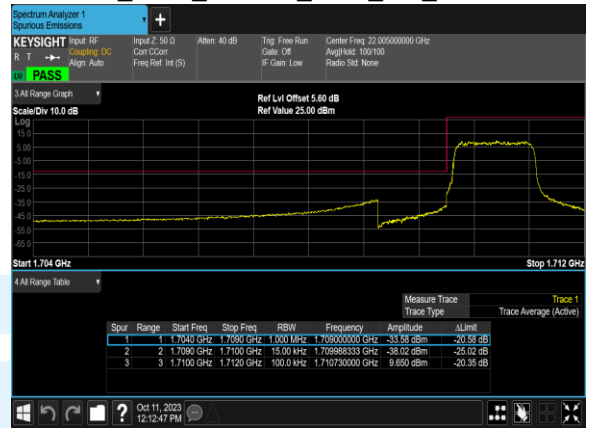 Spectrum Analyzer 1
Spurious Emissions
KEYSIGHT Input: RF Input Z: 50 Ω Atten: 40 dB Trig: Free Run Center Freq: 22.005000000 GHz
R T Coupling: DC Corr CCorr Gate: Off Avg|Hold: 100/100
Align: Auto Freq Ref: Int (S) IF Gain: Low Radio Std: None
PASS
3 All Range Graph
Ref Lvl Offset 5.60 dB
Scale/Div 10.0 dB Ref Value 25.00 dBm
Log
15.0
5.00
-5.00
-15.0
-25.0
-35.0
-45.0
-55.0
-65.0
Start 1.704 GHz Stop 1.712 GHz
4 All Range Table
Measure Trace Trace 1
Trace Type Trace Average (Active)
Spur Range Start Freq Stop Freq RBW Frequency Amplitude ΔLimit
1 1 1.7040 GHz 1.7090 GHz 1.000 MHz 1.709000000 GHz -33.58 dBm -20.58 dB
2 2 1.7090 GHz 1.7100 GHz 15.00 kHz 1.709988333 GHz -38.02 dBm -25.02 dB
3 3 1.7100 GHz 1.7120 GHz 100.0 kHz 1.710730000 GHz 9.650 dBm -20.35 dB
? Oct 11, 2023
12:12:47 PM